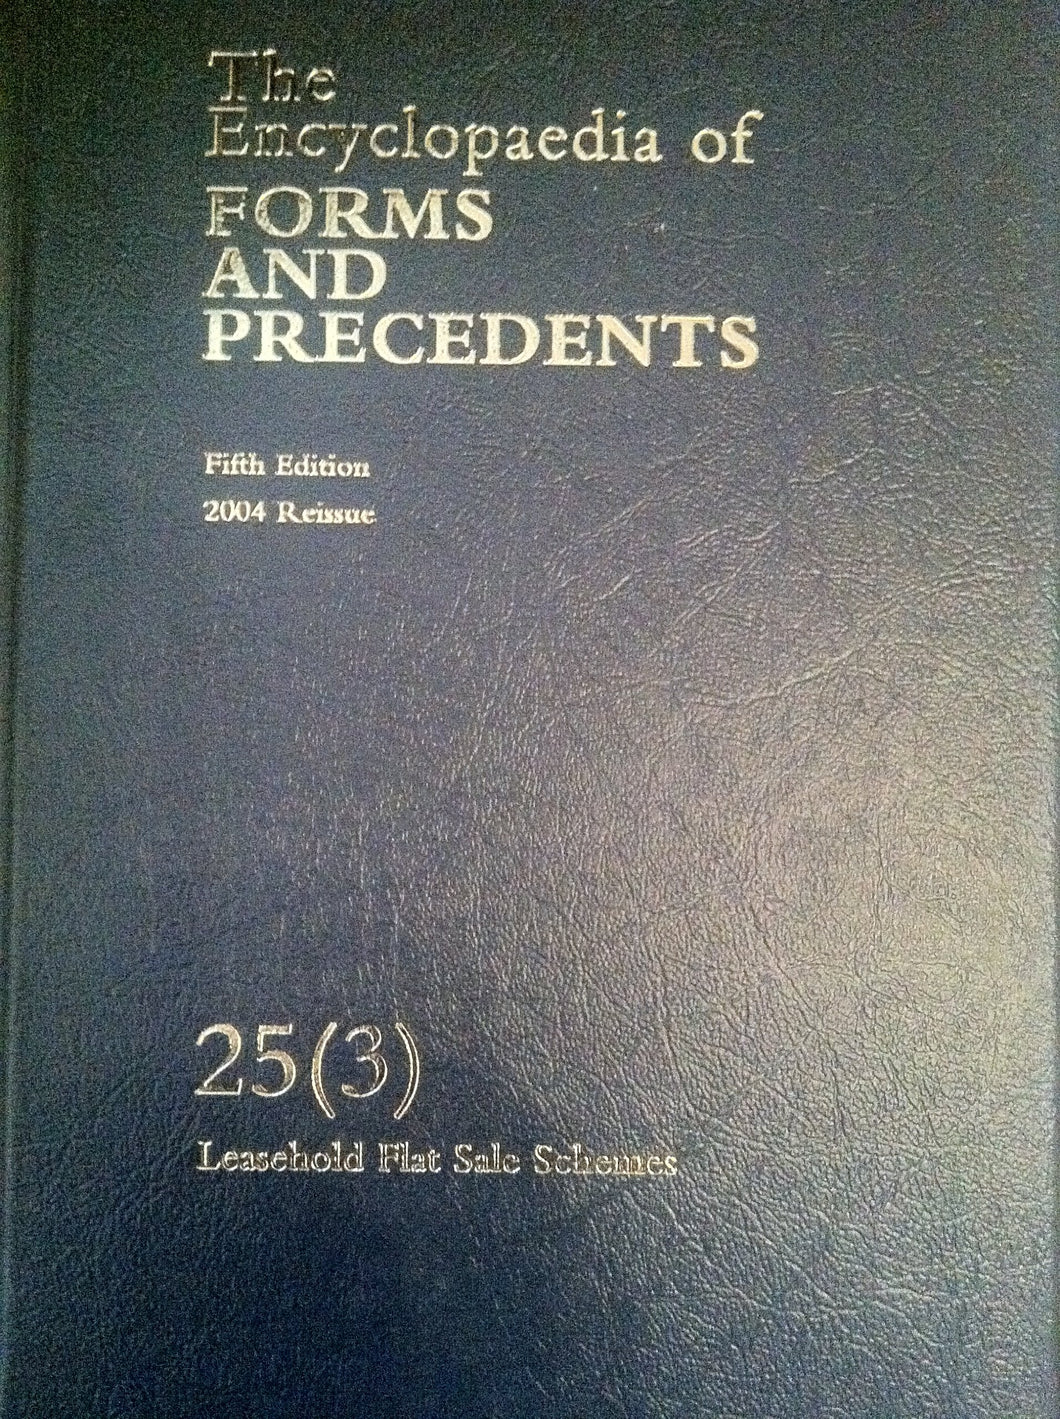 The
Encyclopaedia of
FORMS
AND
PRECEDENTS
Fifth Edition
2004 Reissue
25(3)
Leasehold Flat Sale Schemes